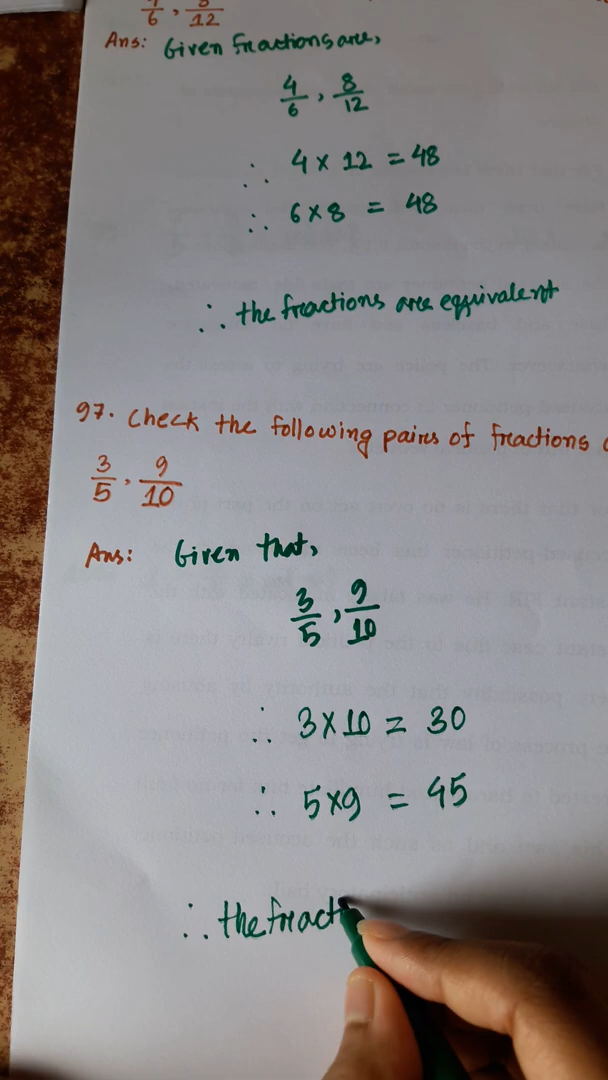 6 , 12
Ans: Given fractions are,
4/6 , 8/12
∴ 4 × 12 = 48
∴ 6 × 8 = 48
∴ the fractions are equivalent
97. Check the following pairs of fractions
3/5 , 9/10
Ans: Given that,
3/5 , 9/10
∴ 3 × 10 = 30
∴ 5 × 9 = 45
∴ the fract